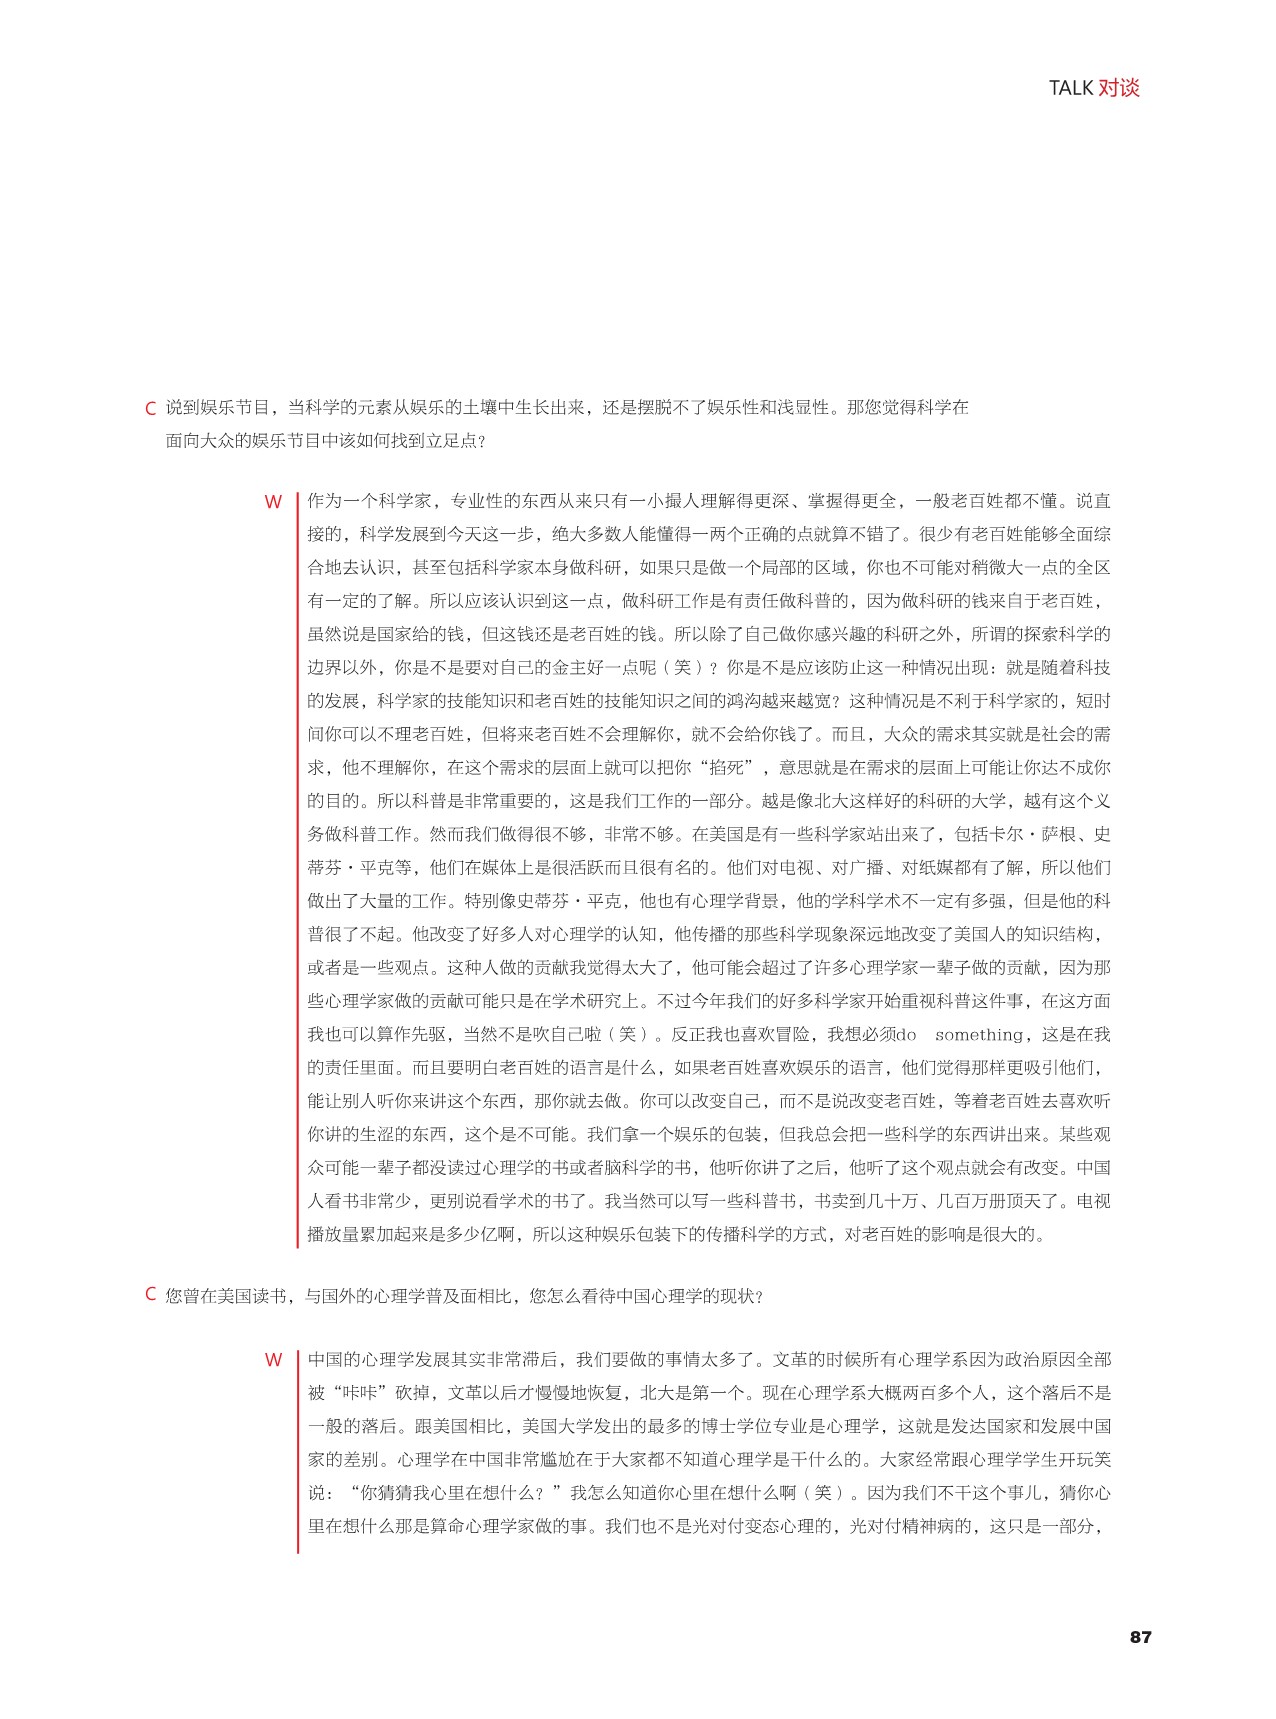 TALK 对谈
C 说到娱乐节目，当科学的元素从娱乐的土壤中生长出来，还是摆脱不了娱乐性和浅显性。那您觉得科学在
面向大众的娱乐节目中该如何找到立足点？
W 作为一个科学家，专业性的东西从来只有一小撮人理解得更深、掌握得更全，一般老百姓都不懂。说直
接的，科学发展到今天这一步，绝大多数人能懂得一两个正确的点就算不错了。很少有老百姓能够全面综
合地去认识，甚至包括科学家本身做科研，如果只是做一个局部的区域，你也不可能对稍微大一点的全区
有一定的了解。所以应该认识到这一点，做科研工作是有责任做科普的，因为做科研的钱来自于老百姓，
虽然说是国家给的钱，但这钱还是老百姓的钱。所以除了自己做你感兴趣的科研之外，所谓的探索科学的
边界以外，你是不是要对自己的金主好一点呢（笑）？你是不是应该防止这一种情况出现：就是随着科技
的发展，科学家的技能知识和老百姓的技能知识之间的鸿沟越来越宽？这种情况是不利于科学家的，短时
间你可以不理老百姓，但将来老百姓不会理解你，就不会给你钱了。而且，大众的需求其实就是社会的需
求，他不理解你，在这个需求的层面上就可以把你“掐死”，意思就是在需求的层面上可能让你达不成你
的目的。所以科普是非常重要的，这是我们工作的一部分。越是像北大这样好的科研的大学，越有这个义
务做科普工作。然而我们做得很不够，非常不够。在美国是有一些科学家站出来了，包括卡尔·萨根、史
蒂芬·平克等，他们在媒体上是很活跃而且很有名的。他们对电视、对广播、对纸媒都有了解，所以他们
做出了大量的工作。特别像史蒂芬·平克，他也有心理学背景，他的学科学术不一定有多强，但是他的科
普很了不起。他改变了好多人对心理学的认知，他传播的那些科学现象深远地改变了美国人的知识结构，
或者是一些观点。这种人做的贡献我觉得太大了，他可能会超过了许多心理学家一辈子做的贡献，因为那
些心理学家做的贡献可能只是在学术研究上。不过今年我们的好多科学家开始重视科普这件事，在这方面
我也可以算作先驱，当然不是吹自己啦（笑）。反正我也喜欢冒险，我想必须do something，这是在我
的责任里面。而且要明白老百姓的语言是什么，如果老百姓喜欢娱乐的语言，他们觉得那样更吸引他们，
能让别人听你来讲这个东西，那你就去做。你可以改变自己，而不是说改变老百姓，等着老百姓去喜欢听
你讲的生涩的东西，这个是不可能。我们拿一个娱乐的包装，但我总会把一些科学的东西讲出来。某些观
众可能一辈子都没读过心理学的书或者脑科学的书，他听你讲了之后，他听了这个观点就会有改变。中国
人看书非常少，更别说看学术的书了。我当然可以写一些科普书，书卖到几十万、几百万册顶天了。电视
播放量累加起来是多少亿啊，所以这种娱乐包装下的传播科学的方式，对老百姓的影响是很大的。
C 您曾在美国读书，与国外的心理学普及面相比，您怎么看待中国心理学的现状？
W 中国的心理学发展其实非常滞后，我们要做的事情太多了。文革的时候所有心理学系因为政治原因全部
被“咔咔”砍掉，文革以后才慢慢地恢复，北大是第一个。现在心理学系大概两百多个人，这个落后不是
一般的落后。跟美国相比，美国大学发出的最多的博士学位专业是心理学，这就是发达国家和发展中国
家的差别。心理学在中国非常尴尬在于大家都不知道心理学是干什么的。大家经常跟心理学学生开玩笑
说：“你猜猜我心里在想什么？”我怎么知道你心里在想什么啊（笑）。因为我们不干这个事儿，猜你心
里在想什么那是算命心理学家做的事。我们也不是光对付变态心理的，光对付精神病的，这只是一部分，
87